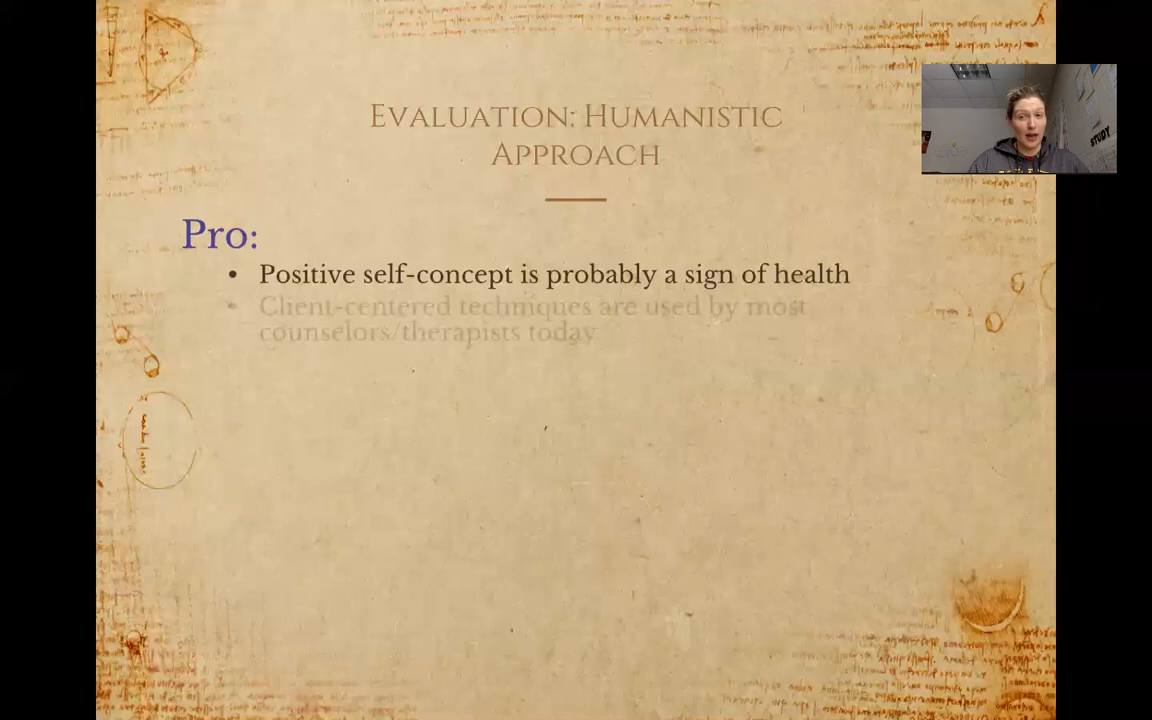 Evaluation: Humanistic
Approach
STUDY
Pro:
• Positive self-concept is probably a sign of health
• Client-centered techniques are used by most
counselors/therapists today